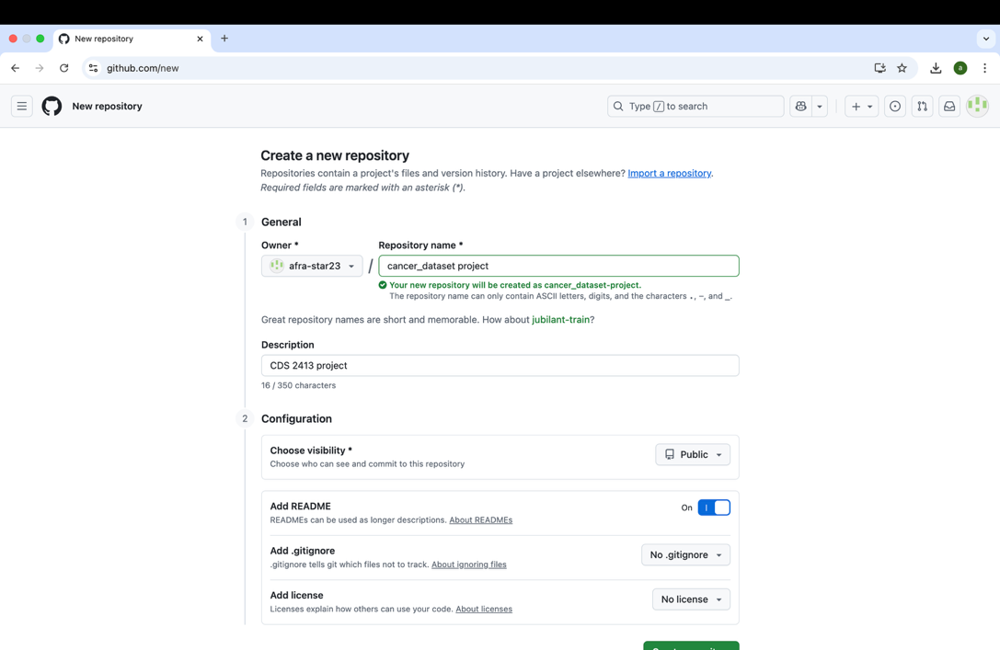 New repository
github.com/new
a
New repository
Type / to search
Create a new repository
Repositories contain a project's files and version history. Have a project elsewhere? Import a repository.
Required fields are marked with an asterisk (*).
1 General
Owner * Repository name *
afra-star23 / cancer_dataset project
Your new repository will be created as cancer_dataset-project.
The repository name can only contain ASCII letters, digits, and the characters ., -, and _.
Great repository names are short and memorable. How about jubilant-train?
Description
CDS 2413 project
16 / 350 characters
2 Configuration
Choose visibility *
Choose who can see and commit to this repository
Public
Add README
READMEs can be used as longer descriptions. About READMEs
On
Add .gitignore
.gitignore tells git which files not to track. About ignoring files
No .gitignore
Add license
Licenses explain how others can use your code. About licenses
No license